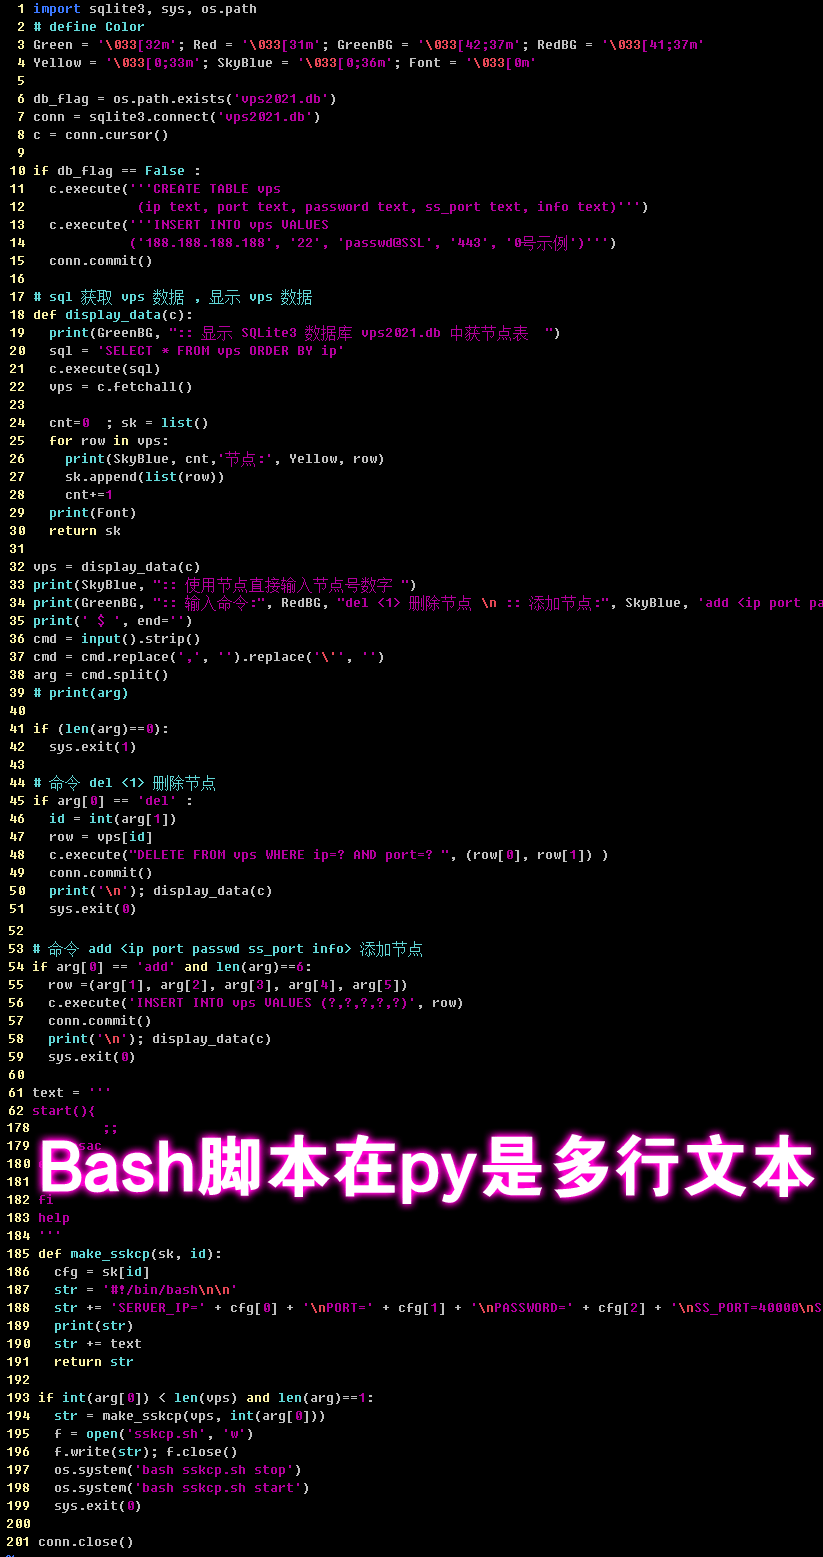 1 import sqlite3, sys, os.path
2 # define Color
3 Green = '\033[32m'; Red = '\033[31m'; GreenBG = '\033[42;37m'; RedBG = '\033[41;37m'
4 Yellow = '\033[0;33m'; SkyBlue = '\033[0;36m'; Font = '\033[0m'
5
6 db_flag = os.path.exists('vps2021.db')
7 conn = sqlite3.connect('vps2021.db')
8 c = conn.cursor()
9
10 if db_flag == False :
11   c.execute('''CREATE TABLE vps
12              (ip text, port text, password text, ss_port text, info text)''')
13   c.execute('''INSERT INTO vps VALUES
14             ('188.188.188.188', '22', 'passwd@SSL', '443', '0号示例')''')
15   conn.commit()
16
17 # sql 获取 vps 数据 , 显示 vps 数据
18 def display_data(c):
19   print(GreenBG, ":: 显示 SQLite3 数据库 vps2021.db 中获节点表  ")
20   sql = 'SELECT * FROM vps ORDER BY ip'
21   c.execute(sql)
22   vps = c.fetchall()
23
24   cnt=0  ; sk = list()
25   for row in vps:
26     print(SkyBlue, cnt,'节点:', Yellow, row)
27     sk.append(list(row))
28     cnt+=1
29   print(Font)
30   return sk
31
32 vps = display_data(c)
33 print(SkyBlue, ":: 使用节点直接输入节点号数字 ")
34 print(GreenBG, ":: 输入命令:", RedBG, "del <1> 删除节点 \n :: 添加节点:", SkyBlue, 'add <ip port pa
35 print(' $ ', end='')
36 cmd = input().strip()
37 cmd = cmd.replace(',', '').replace('\'', '')
38 arg = cmd.split()
39 # print(arg)
40
41 if (len(arg)==0):
42   sys.exit(1)
43
44 # 命令 del <1> 删除节点
45 if arg[0] == 'del' :
46   id = int(arg[1])
47   row = vps[id]
48   c.execute("DELETE FROM vps WHERE ip=? AND port=? ", (row[0], row[1]) )
49   conn.commit()
50   print('\n'); display_data(c)
51   sys.exit(0)
52
53 # 命令 add <ip port passwd ss_port info> 添加节点
54 if arg[0] == 'add' and len(arg)==6:
55   row =(arg[1], arg[2], arg[3], arg[4], arg[5])
56   c.execute('INSERT INTO vps VALUES (?,?,?,?,?)', row)
57   conn.commit()
58   print('\n'); display_data(c)
59   sys.exit(0)
60
61 text = '''
62 start(){
178         ;;
179 sac
Bash脚本在py是多行文本
180
181
182 fi
183 help
184 '''
185 def make_sskcp(sk, id):
186   cfg = sk[id]
187   str = '#!/bin/bash\n\n'
188   str += 'SERVER_IP=' + cfg[0] + '\nPORT=' + cfg[1] + '\nPASSWORD=' + cfg[2] + '\nSS_PORT=40000\nS
189   print(str)
190   str += text
191   return str
192
193 if int(arg[0]) < len(vps) and len(arg)==1:
194   str = make_sskcp(vps, int(arg[0]))
195   f = open('sskcp.sh', 'w')
196   f.write(str); f.close()
197   os.system('bash sskcp.sh stop')
198   os.system('bash sskcp.sh start')
199   sys.exit(0)
200
201 conn.close()